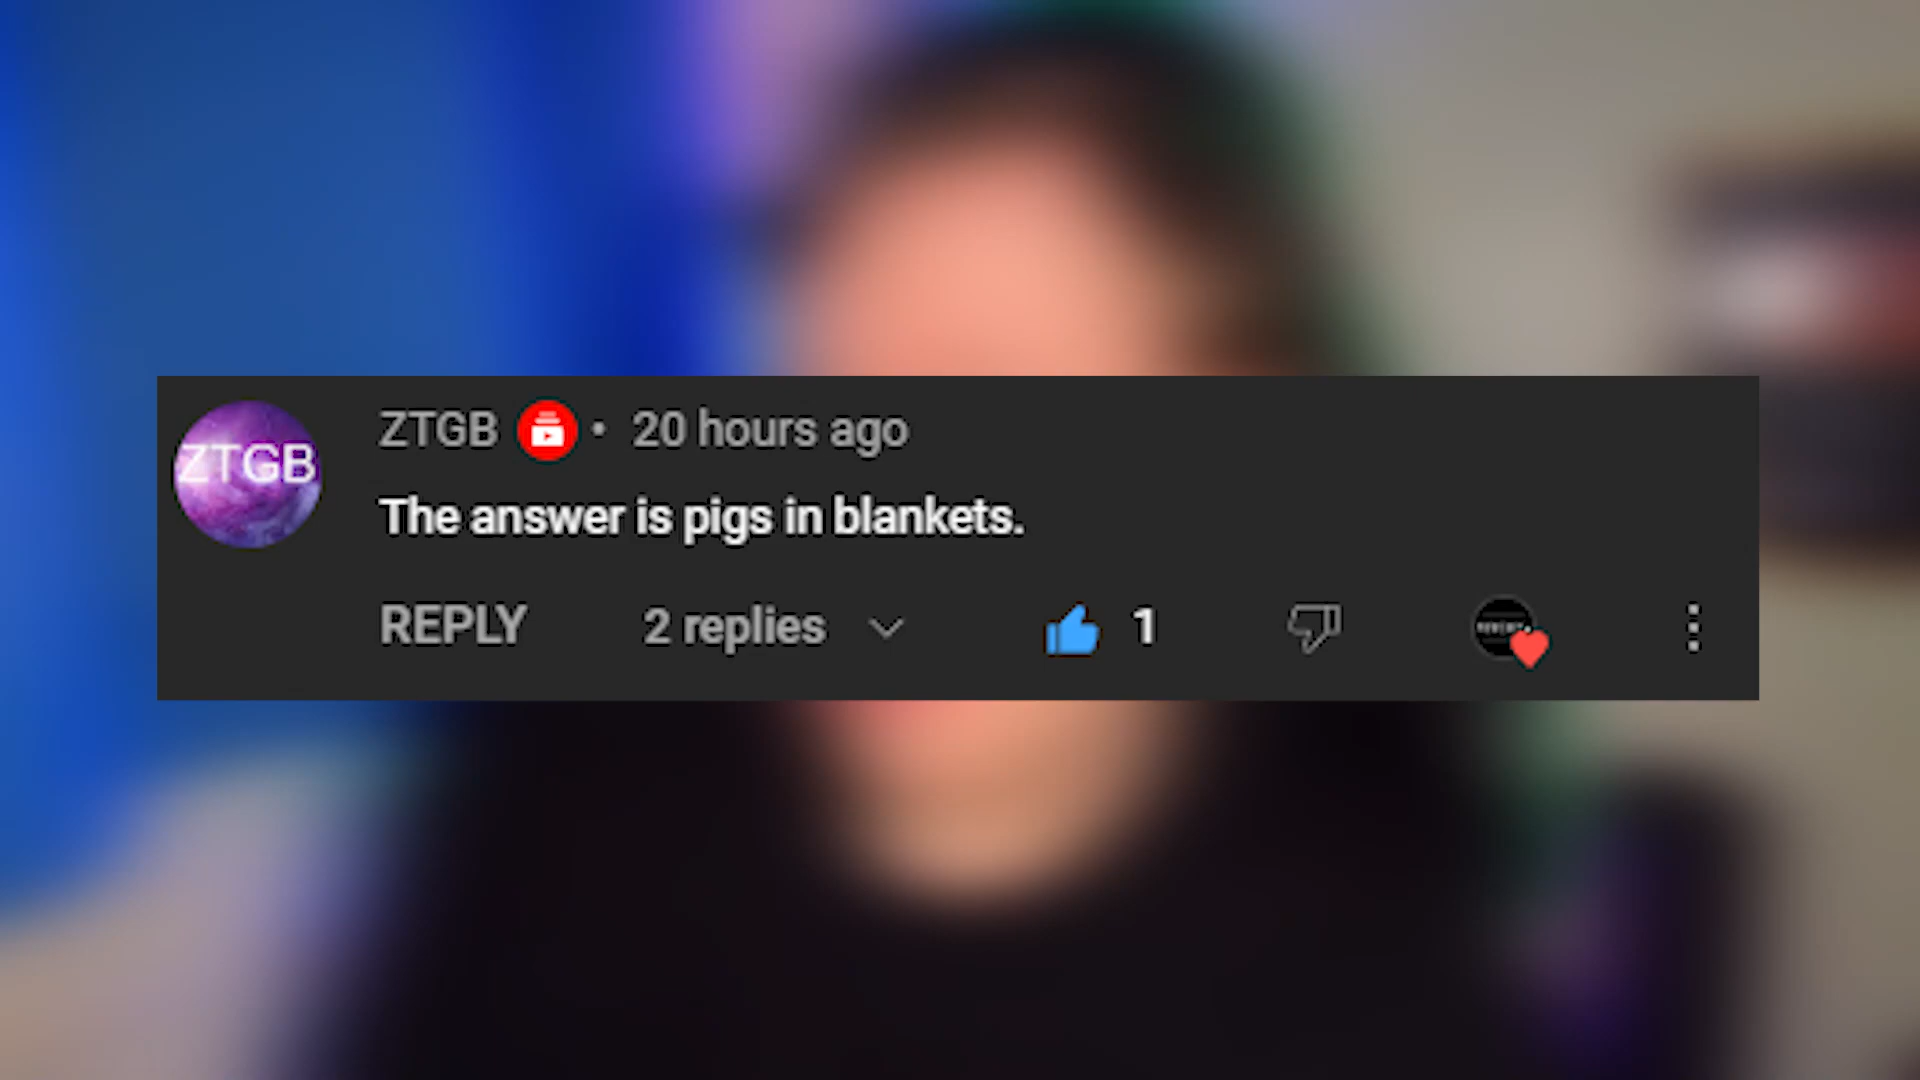 ZTGB
ZTGB • 20 hours ago
The answer is pigs in blankets.
REPLY 2 replies 1